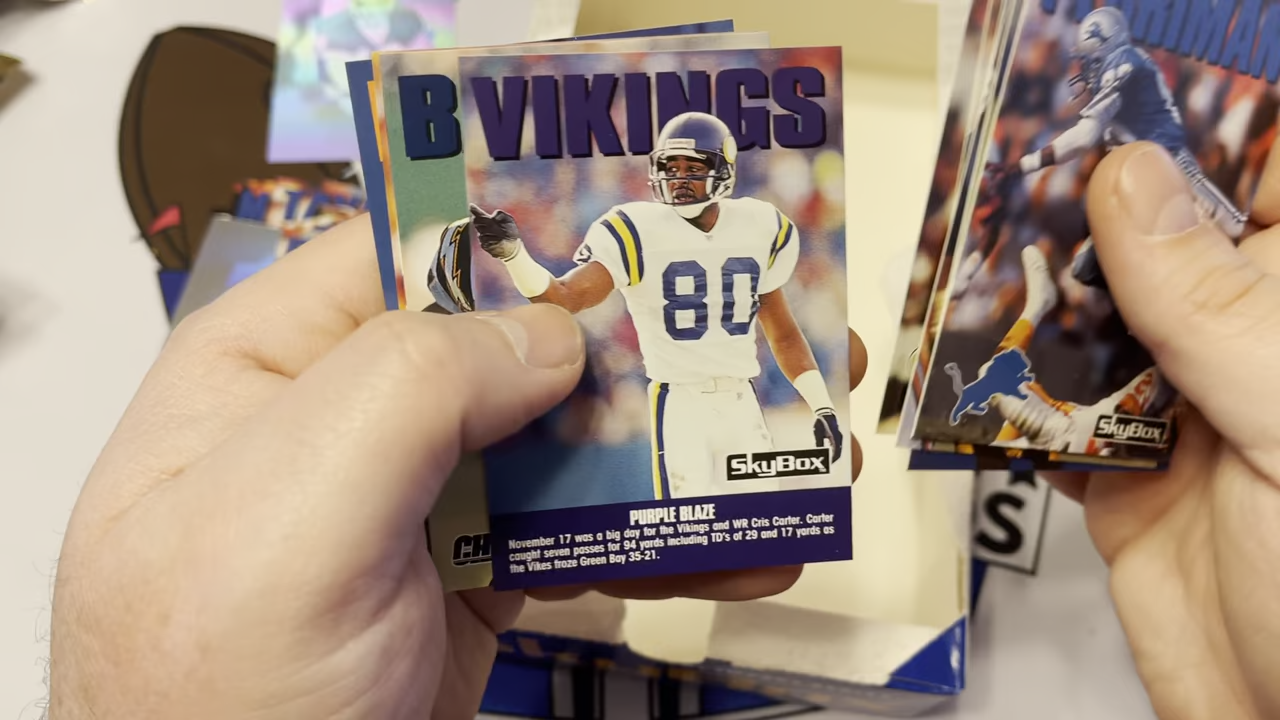 B
VIKINGS
80
SkyBox
PURPLE BLAZE
November 17 was a big day for the Vikings and WR Cris Carter. Carter
caught seven passes for 94 yards including TD's of 29 and 17 yards as
the Vikes froze Green Bay 35-21.
CH
RIMAN
SkyBox
S